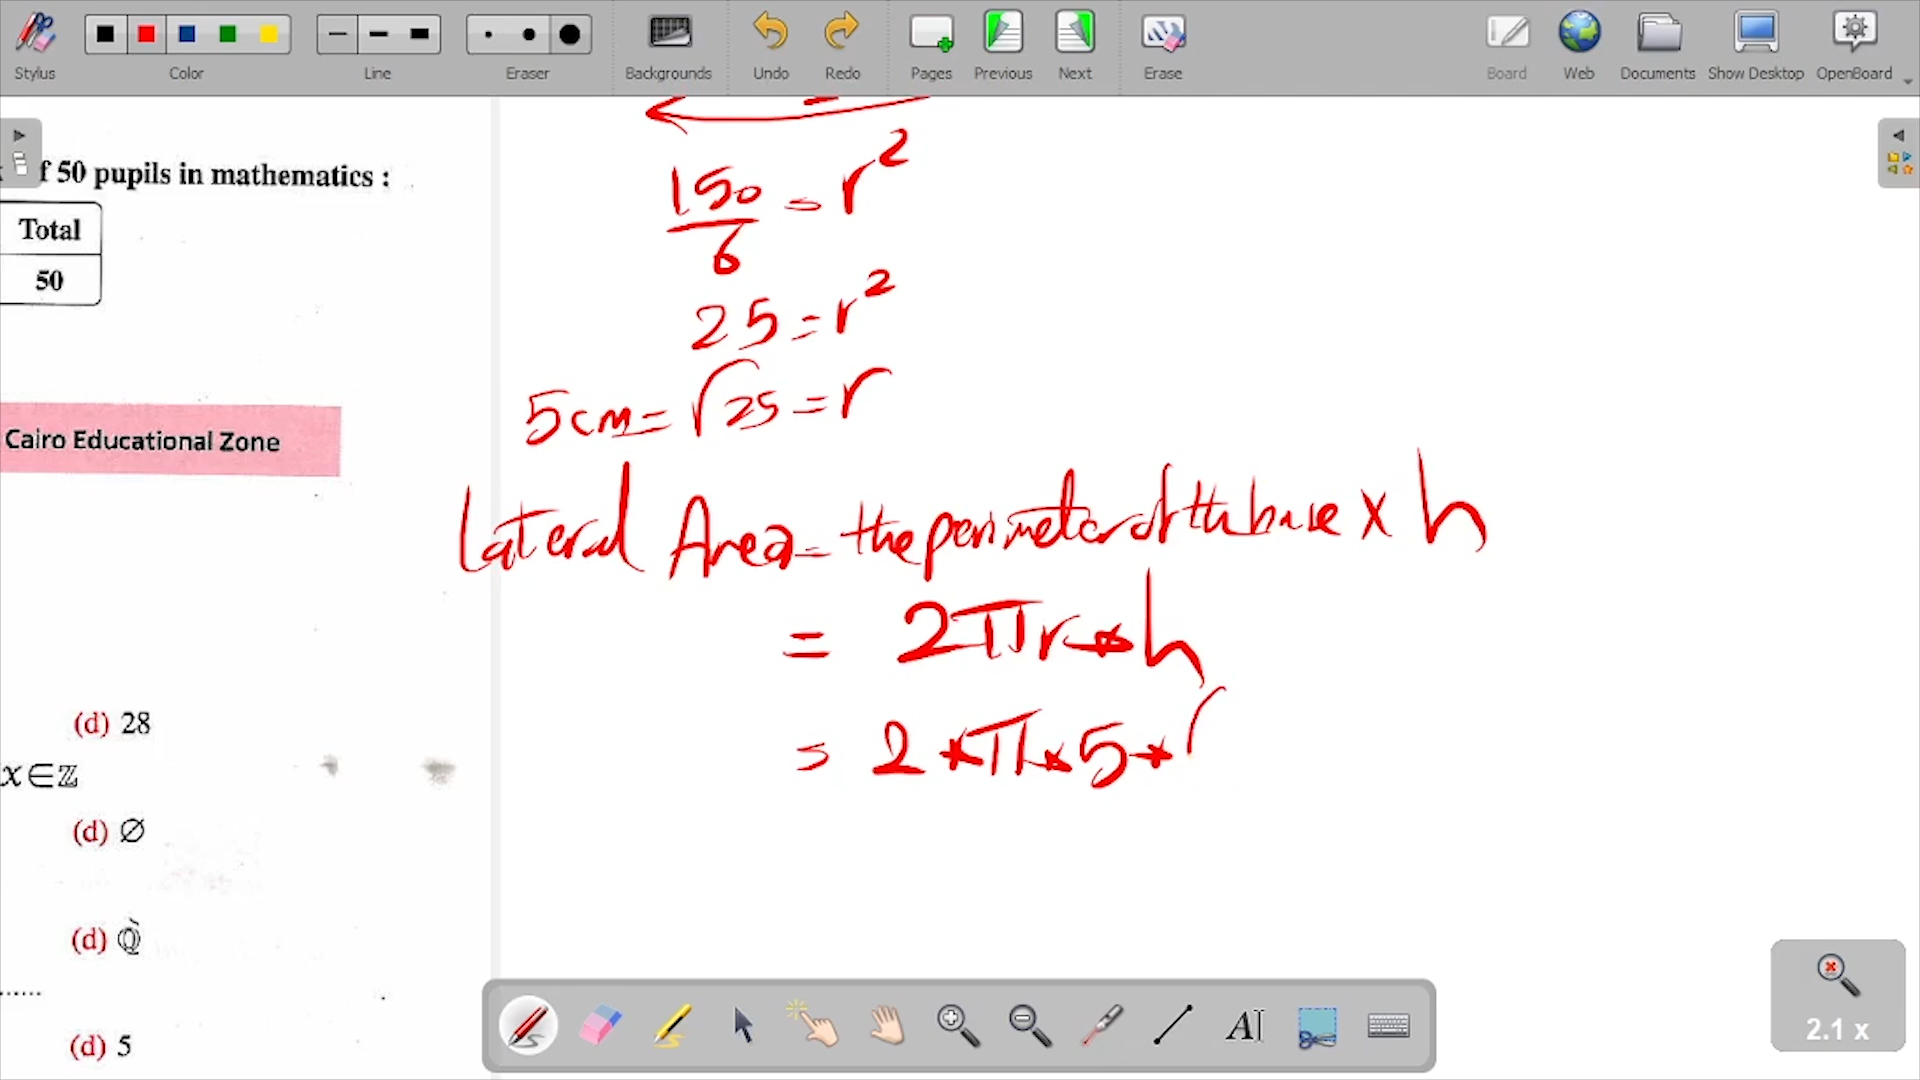 Stylus
Color
Line
Eraser
Backgrounds
Undo
Redo
Pages
Previous
Next
Erase
Board
Web
Documents
Show Desktop
OpenBoard
f 50 pupils in mathematics :
Total
50
Cairo Educational Zone
(d) 28
x∈ℤ
(d) ∅
(d) ℚ̀
......
(d) 5
150/6 = r²
25 = r²
5cm = √25 = r
Lateral Area = the perimeter of the base × h
= 2πr * h
= 2 * π * 5 *
2.1 x